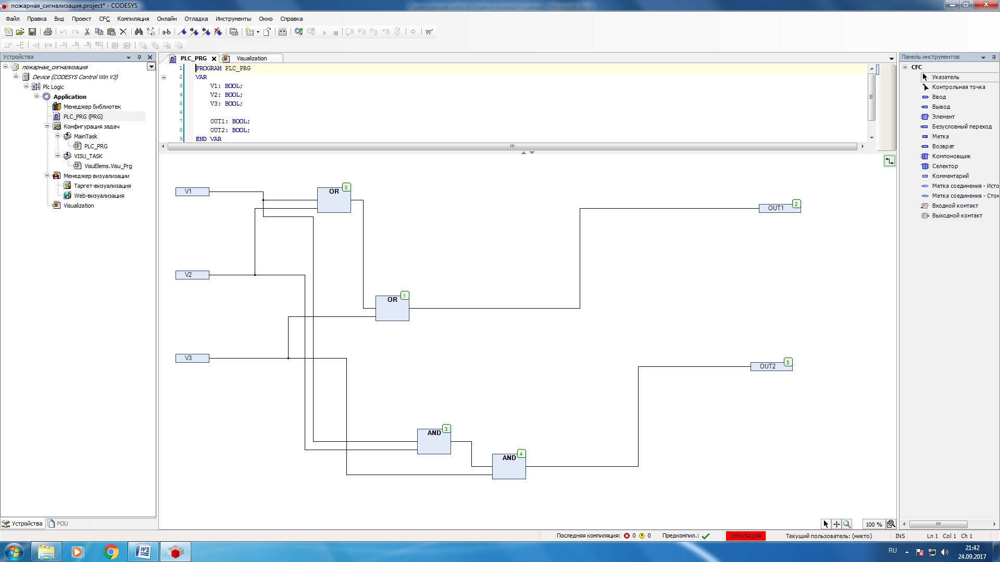 пожарная_сигнализация.project* - CODESYS
Файл Правка Вид Проект CFC Компиляция Онлайн Отладка Инструменты Окно Справка
Устройства
пожарная_сигнализация
Device (CODESYS Control Win V3)
Plc Logic
Application
Менеджер библиотек
PLC_PRG (PRG)
Конфигурация задач
MainTask
PLC_PRG
VISU_TASK
VisuElems.Visu_Prg
Менеджер визуализации
Таргет-визуализация
Web-визуализация
Visualization
Устройства POU
PLC_PRG Visualization
1 PROGRAM PLC_PRG
2 VAR
3 V1: BOOL;
4 V2: BOOL;
5 V3: BOOL;
6
7 OUT1: BOOL;
8 OUT2: BOOL;
9 END_VAR
V1
OR 0
OUT1 2
V2
OR 1
V3
OUT2 5
AND 3
AND 4
100 %
Панель инструментов
CFC
Указатель
Контрольная точка
Ввод
Вывод
Элемент
Безусловный переход
Метка
Возврат
Компоновщик
Селектор
Комментарий
Метка соединения - Исто
Метка соединения - Сток
Входной контакт
Выходной контакт
Последняя компиляция: 0 0 Предкомпил.: ЭМУЛЯЦИЯ Текущий пользователь: (никто) INS Ln 1 Col 1 Ch 1
RU
21:42
24.09.2017